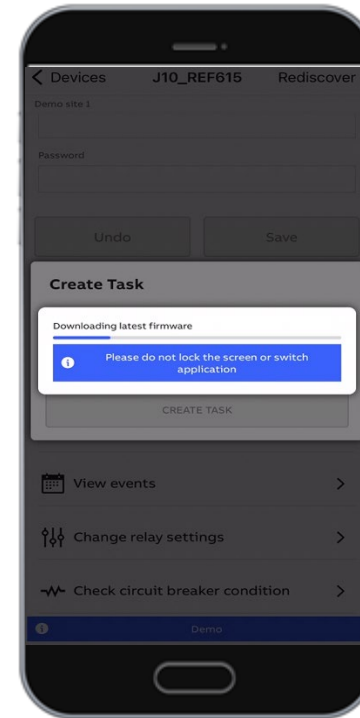 Devices J10_REF615 Rediscover
Demo site 1
Password
Undo Save
Create Task
Downloading latest firmware
Please do not lock the screen or switch
application
CREATE TASK
View events
Change relay settings
Check circuit breaker condition
Demo